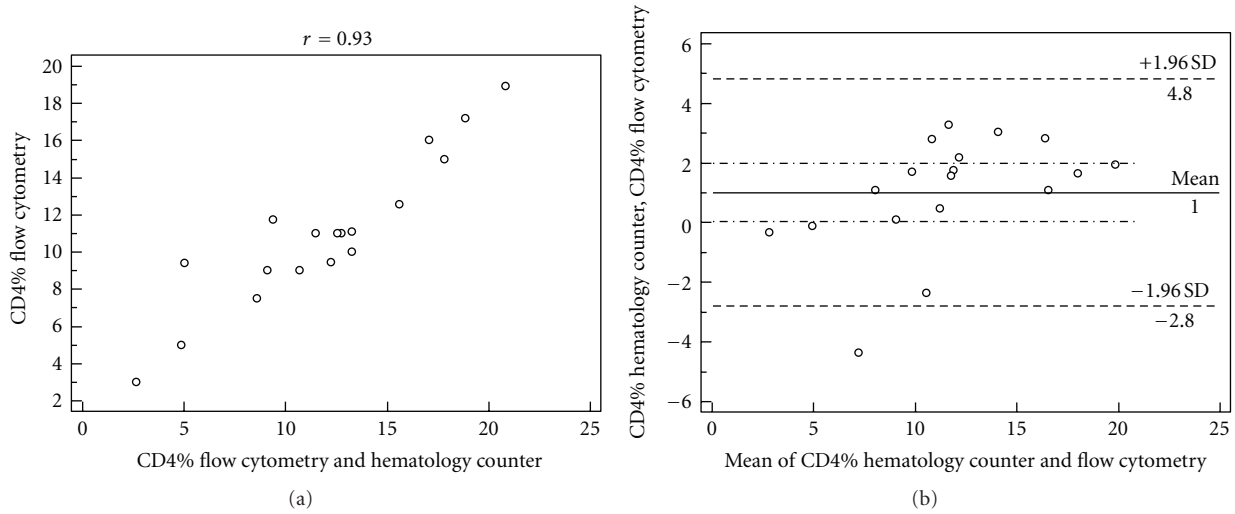 r = 0.93
CD4% flow cytometry
20
18
16
14
12
10
8
6
4
2
0 5 10 15 20 25
CD4% flow cytometry and hematology counter
(a)
CD4% hematology counter, CD4% flow cytometry
6
4
2
0
−2
−4
−6
+1.96 SD
4.8
Mean
1
−1.96 SD
−2.8
0 5 10 15 20 25
Mean of CD4% hematology counter and flow cytometry
(b)